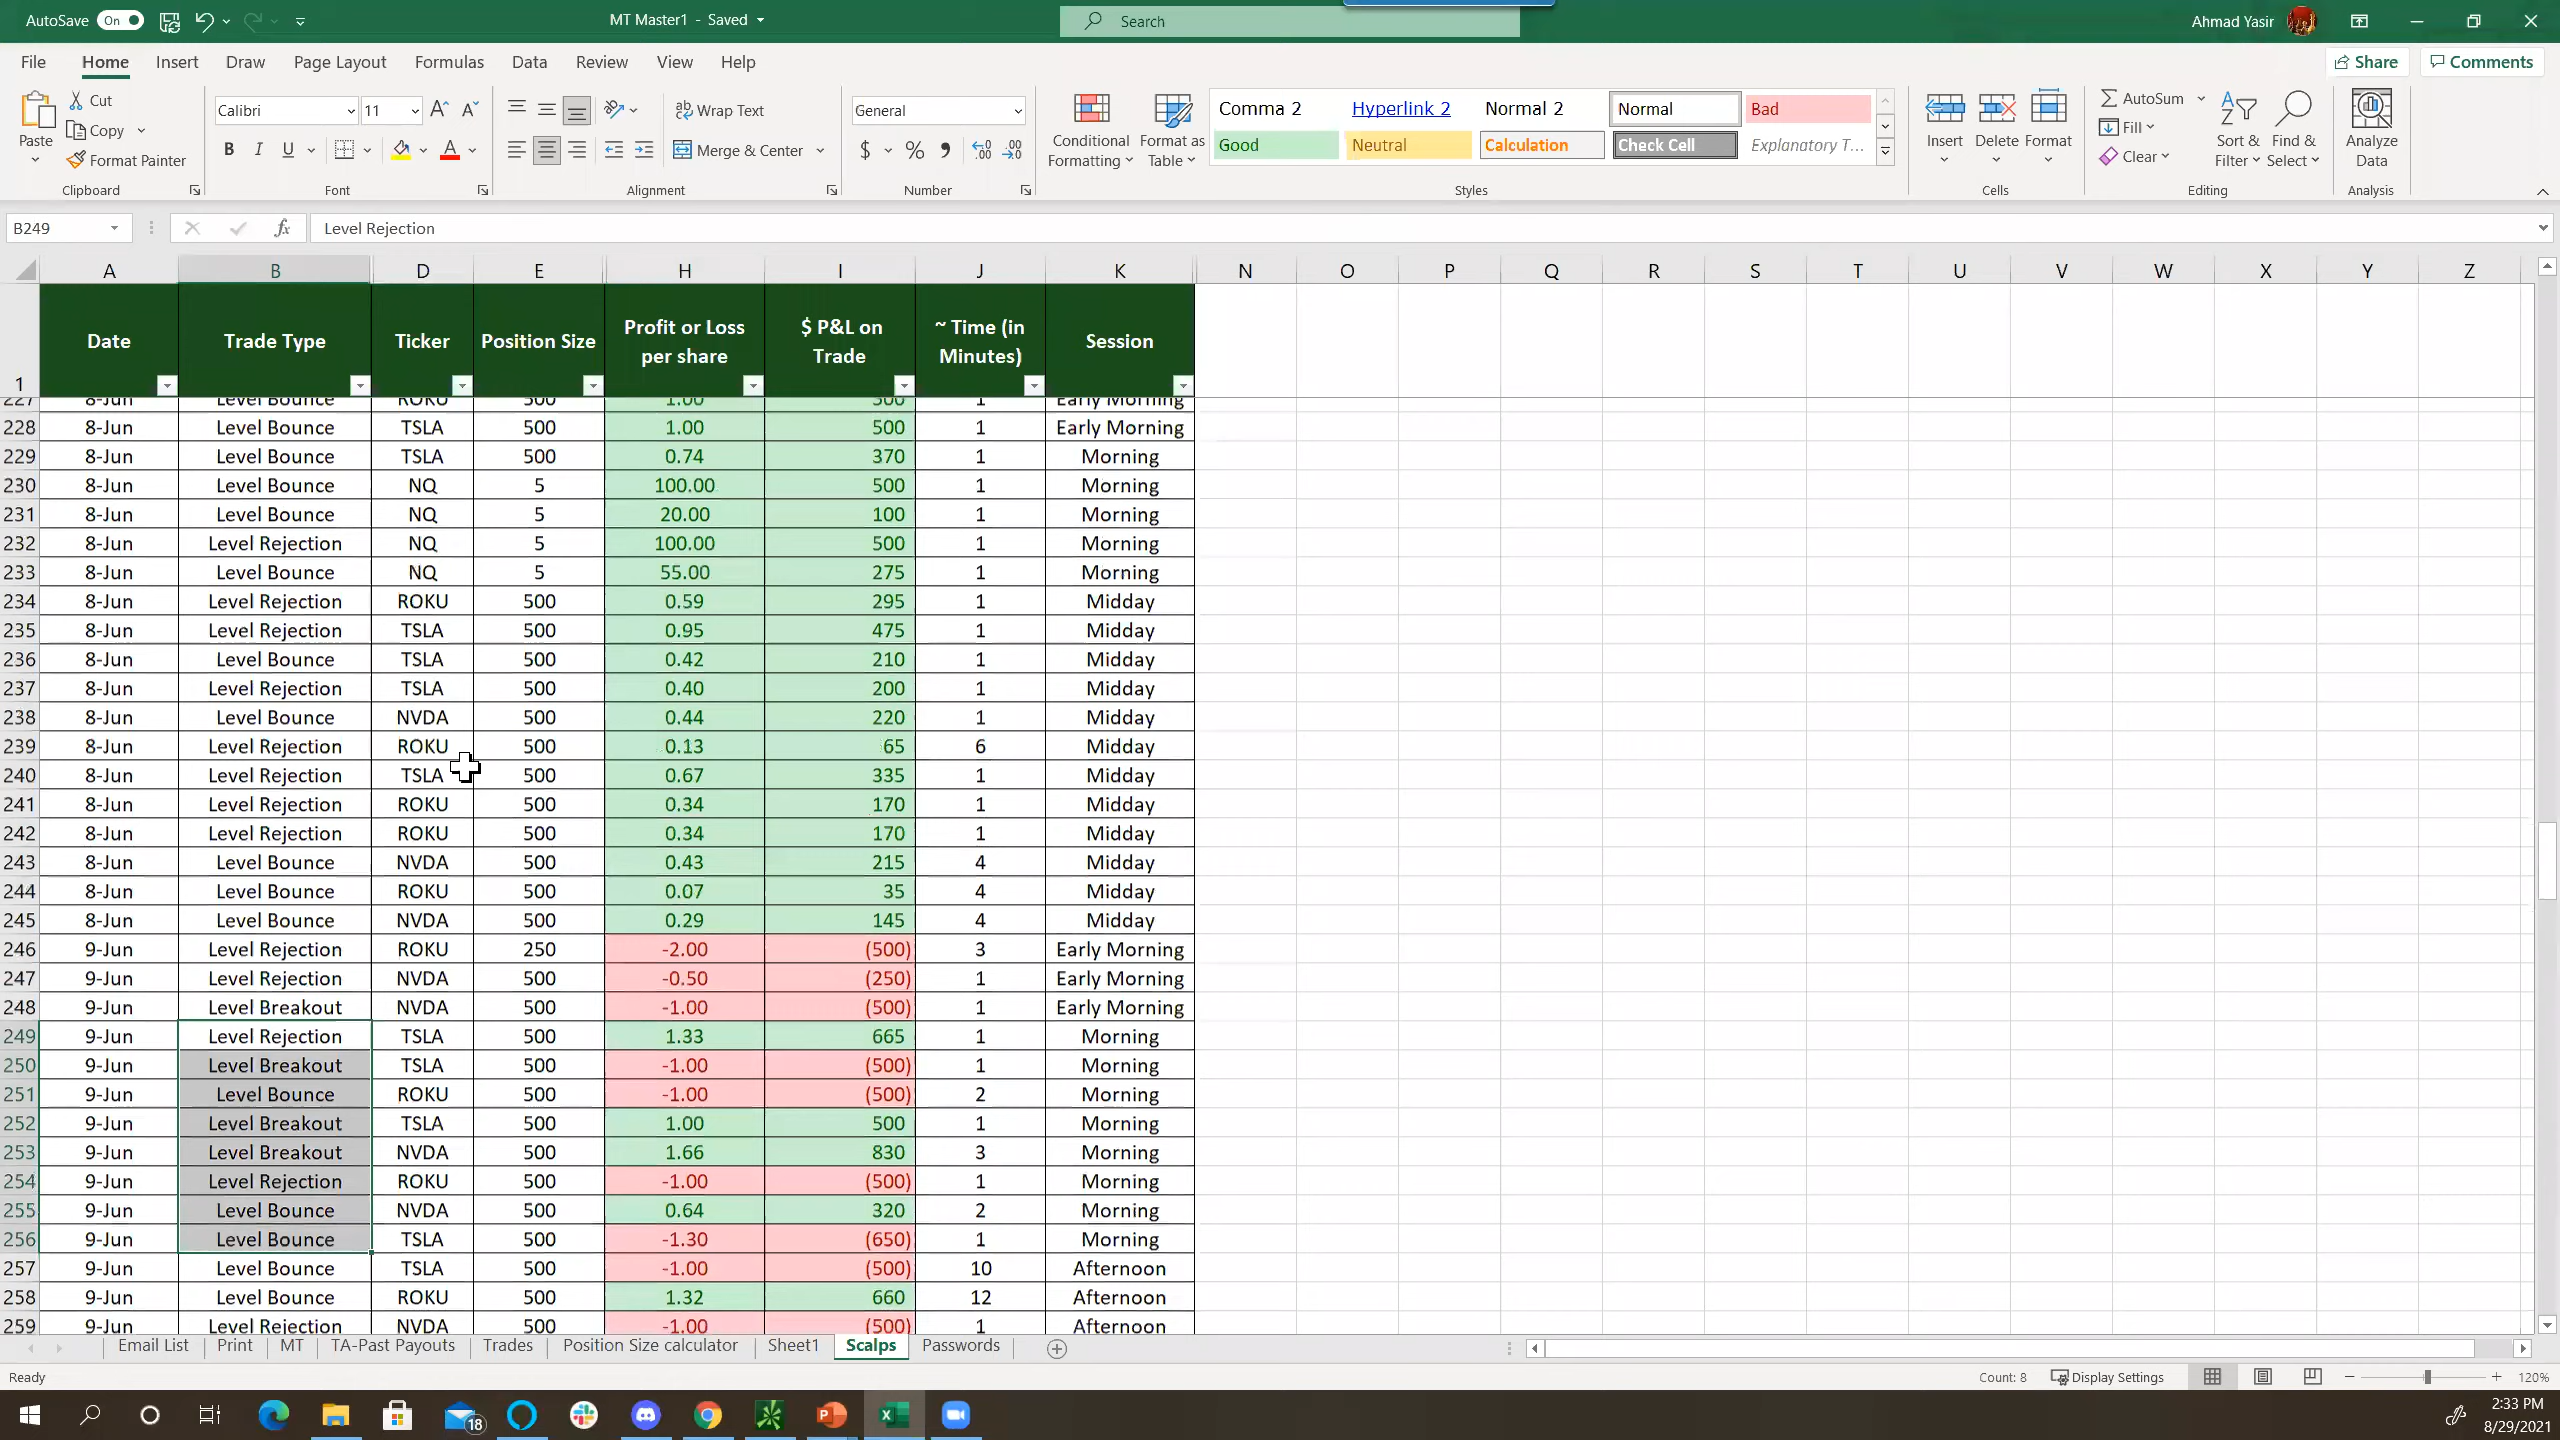 AutoSave On MT Master1 - Saved Search Ahmad Yasir
File Home Insert Draw Page Layout Formulas Data Review View Help Share Comments
Cut Calibri 11 Wrap Text General Comma 2 Hyperlink 2 Normal 2 Normal Bad AutoSum
Paste Copy Format Painter B I U Merge & Center $ % Conditional Formatting Format as Table Good Neutral Calculation Check Cell Explanatory T... Insert Delete Format Fill Clear Sort & Filter Find & Select Analyze Data
Clipboard Font Alignment Number Styles Cells Editing Analysis
B249 fx Level Rejection
A B D E H I J K N O P Q R S T U V W X Y Z
1 Date Trade Type Ticker Position Size Profit or Loss per share $ P&L on Trade ~ Time (in Minutes) Session
227 8-Jun Level Bounce ROKU 500 1.00 500 1 Early Morning
228 8-Jun Level Bounce TSLA 500 1.00 500 1 Early Morning
229 8-Jun Level Bounce TSLA 500 0.74 370 1 Morning
230 8-Jun Level Bounce NQ 5 100.00 500 1 Morning
231 8-Jun Level Bounce NQ 5 20.00 100 1 Morning
232 8-Jun Level Rejection NQ 5 100.00 500 1 Morning
233 8-Jun Level Bounce NQ 5 55.00 275 1 Morning
234 8-Jun Level Rejection ROKU 500 0.59 295 1 Midday
235 8-Jun Level Rejection TSLA 500 0.95 475 1 Midday
236 8-Jun Level Bounce TSLA 500 0.42 210 1 Midday
237 8-Jun Level Rejection TSLA 500 0.40 200 1 Midday
238 8-Jun Level Bounce NVDA 500 0.44 220 1 Midday
239 8-Jun Level Rejection ROKU 500 0.13 65 6 Midday
240 8-Jun Level Rejection TSLA 500 0.67 335 1 Midday
241 8-Jun Level Rejection ROKU 500 0.34 170 1 Midday
242 8-Jun Level Rejection ROKU 500 0.34 170 1 Midday
243 8-Jun Level Bounce NVDA 500 0.43 215 4 Midday
244 8-Jun Level Bounce ROKU 500 0.07 35 4 Midday
245 8-Jun Level Bounce NVDA 500 0.29 145 4 Midday
246 9-Jun Level Rejection ROKU 250 -2.00 (500) 3 Early Morning
247 9-Jun Level Rejection NVDA 500 -0.50 (250) 1 Early Morning
248 9-Jun Level Breakout NVDA 500 -1.00 (500) 1 Early Morning
249 9-Jun Level Rejection TSLA 500 1.33 665 1 Morning
250 9-Jun Level Breakout TSLA 500 -1.00 (500) 1 Morning
251 9-Jun Level Bounce ROKU 500 -1.00 (500) 2 Morning
252 9-Jun Level Breakout TSLA 500 1.00 500 1 Morning
253 9-Jun Level Breakout NVDA 500 1.66 830 3 Morning
254 9-Jun Level Rejection ROKU 500 -1.00 (500) 1 Morning
255 9-Jun Level Bounce NVDA 500 0.64 320 2 Morning
256 9-Jun Level Bounce TSLA 500 -1.30 (650) 1 Morning
257 9-Jun Level Bounce TSLA 500 -1.00 (500) 10 Afternoon
258 9-Jun Level Bounce ROKU 500 1.32 660 12 Afternoon
259 9-Jun Level Rejection NVDA 500 -1.00 (500) 1 Afternoon
Email List Print MT TA-Past Payouts Trades Position Size calculator Sheet1 Scalps Passwords
Ready Count: 8 Display Settings 120%
18 2:33 PM
8/29/2021